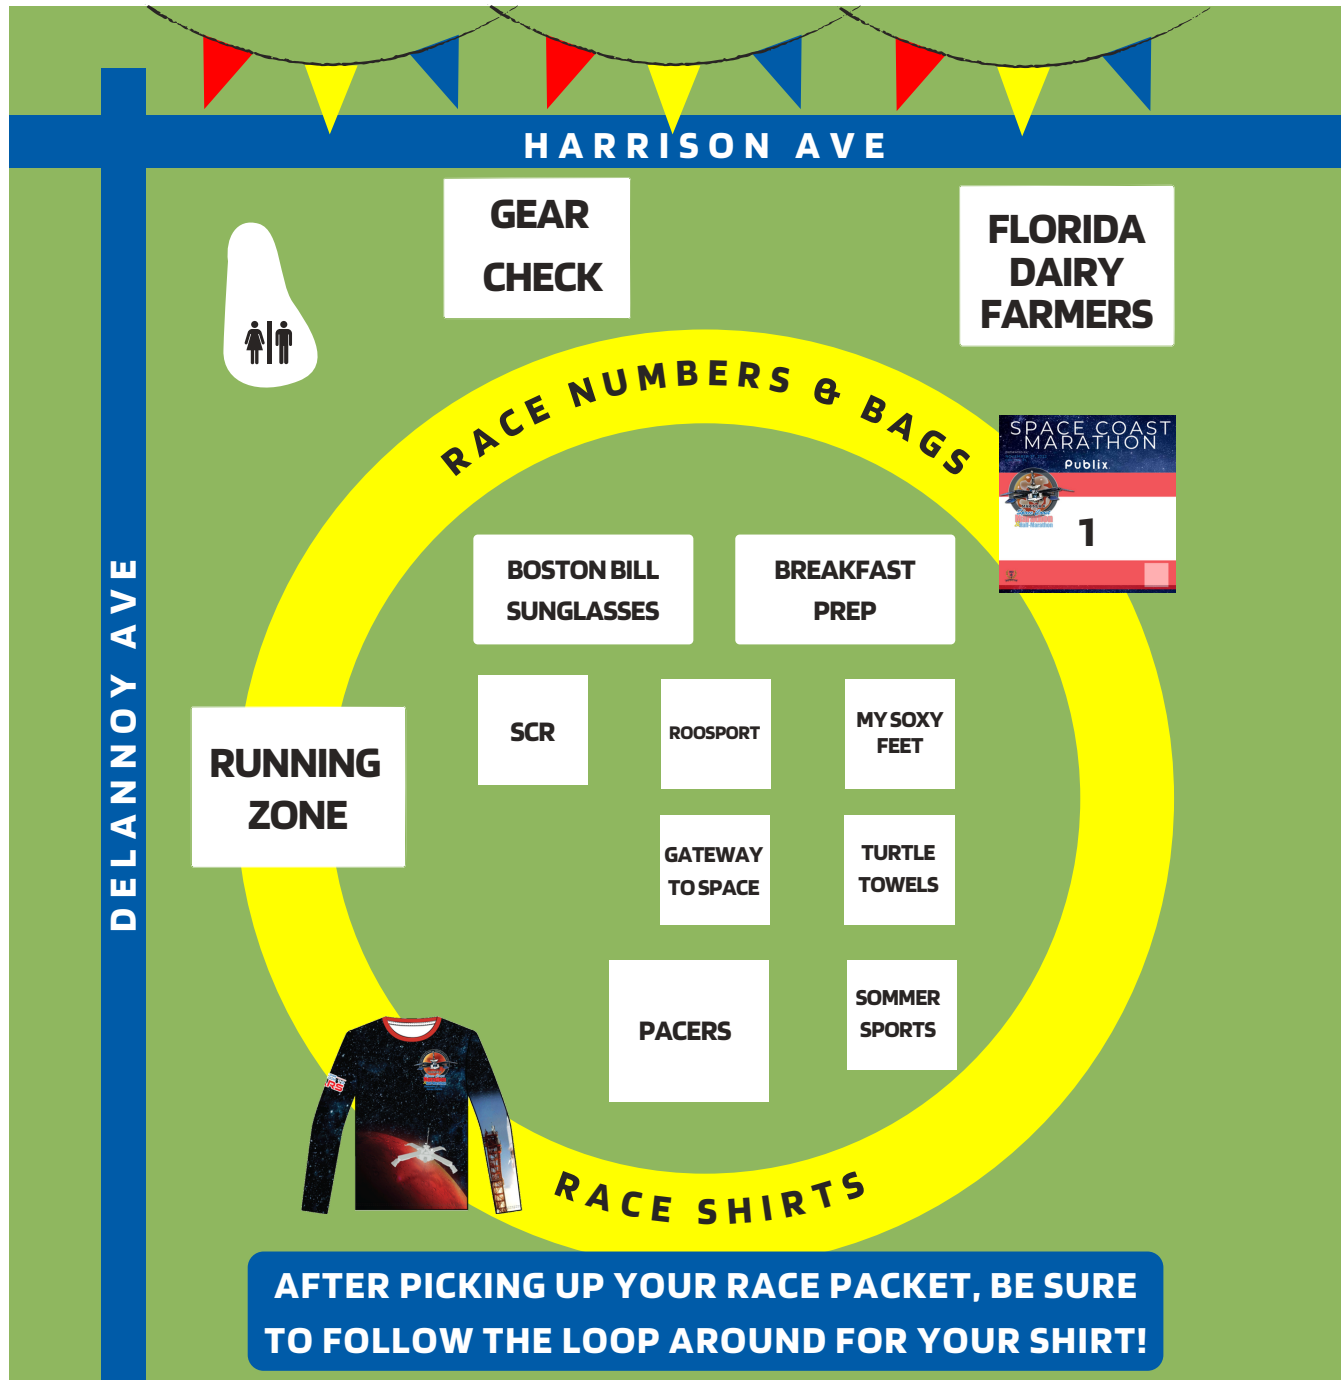 HARRISON AVE
GEAR
CHECK
FLORIDA
DAIRY
FARMERS
RACE NUMBERS & BAGS
SPACE COAST
MARATHON
Publix
1
BOSTON BILL
SUNGLASSES
BREAKFAST
PREP
DELANNOY AVE
SCR
ROOSPORT
MY SOXY
FEET
RUNNING
ZONE
GATEWAY
TO SPACE
TURTLE
TOWELS
PACERS
SOMMER
SPORTS
RACE SHIRTS
AFTER PICKING UP YOUR RACE PACKET, BE SURE
TO FOLLOW THE LOOP AROUND FOR YOUR SHIRT!